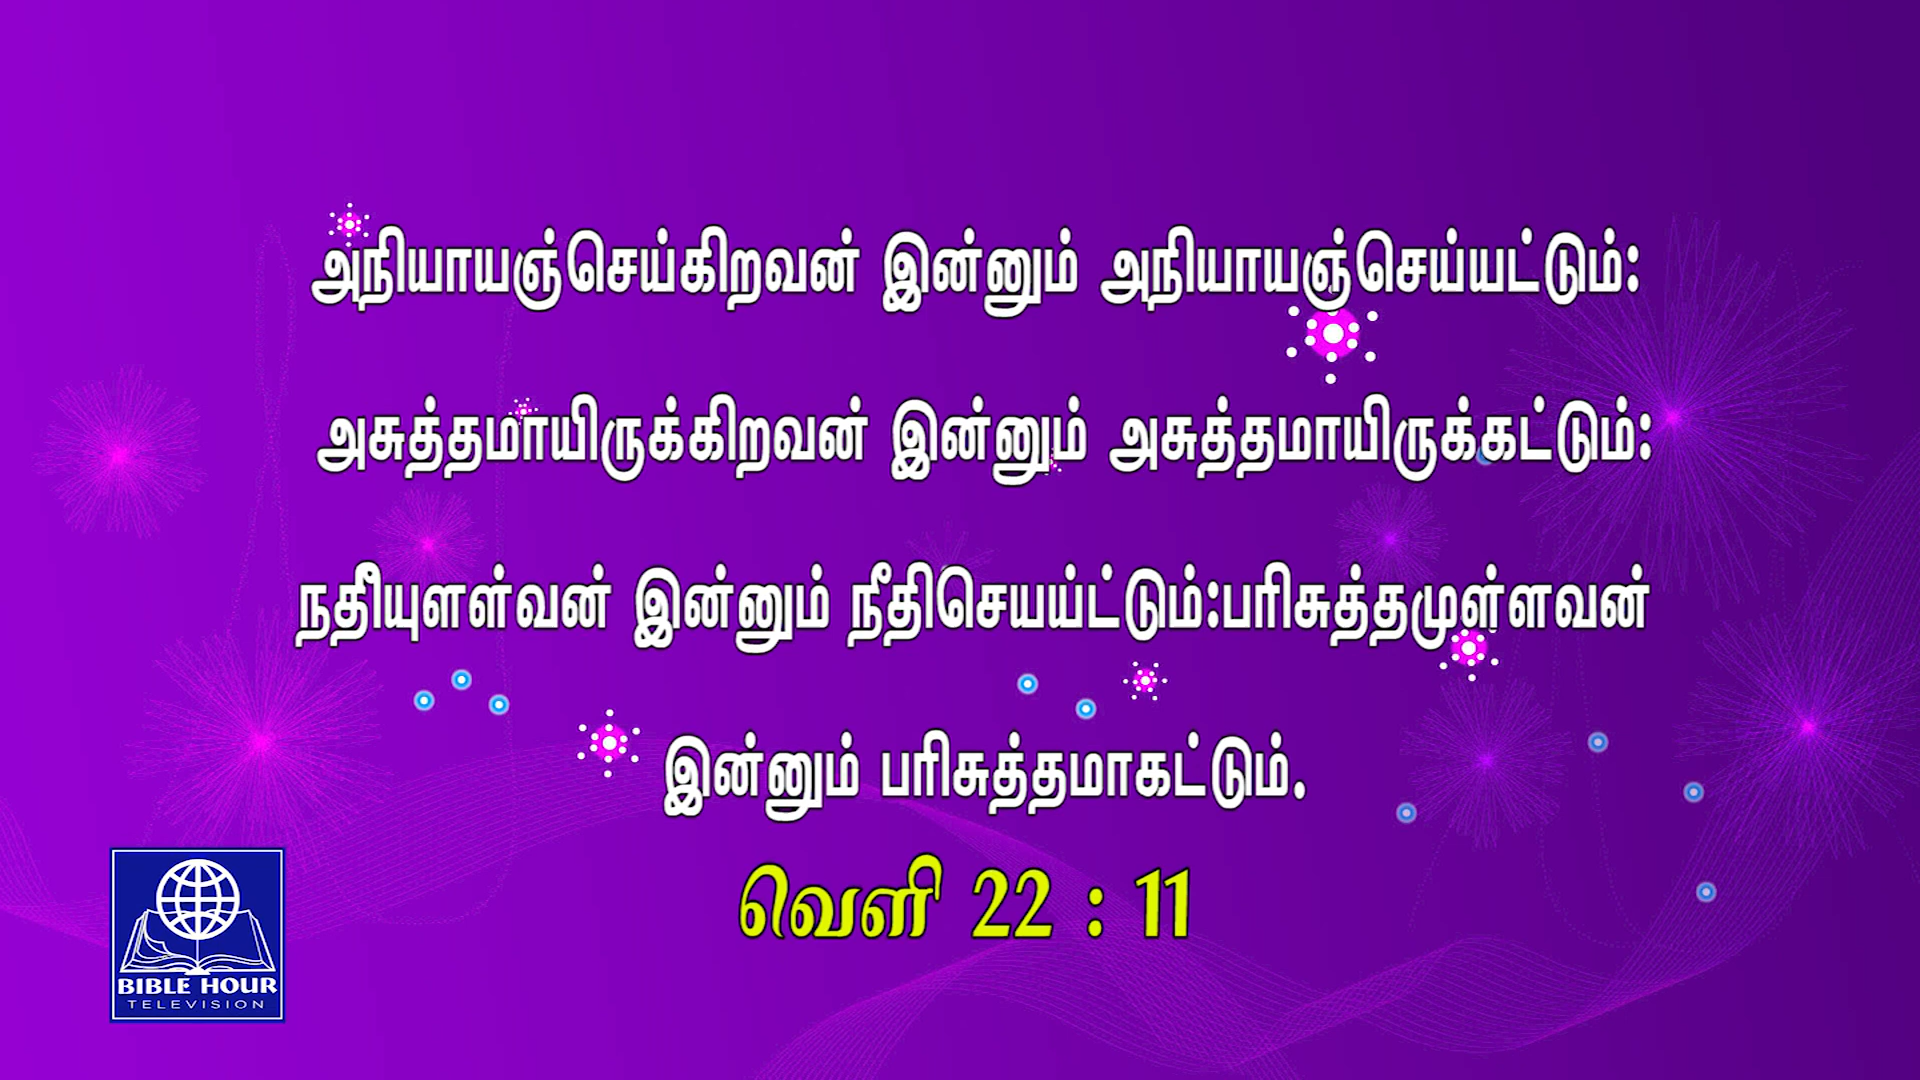 அநியாயஞ்செய்கிறவன் இன்னும் அநியாயஞ்செய்யட்டும்:
அசுத்தமாயிருக்கிறவன் இன்னும் அசுத்தமாயிருக்கட்டும்:
நதீியுளள்வன் இன்னும் நீதிசெயய்ட்டும்:பரிசுத்தமுள்ளவன்
இன்னும் பரிசுத்தமாகட்டும்.
வெளி 22 : 11
BIBLE HOUR
TELEVISION